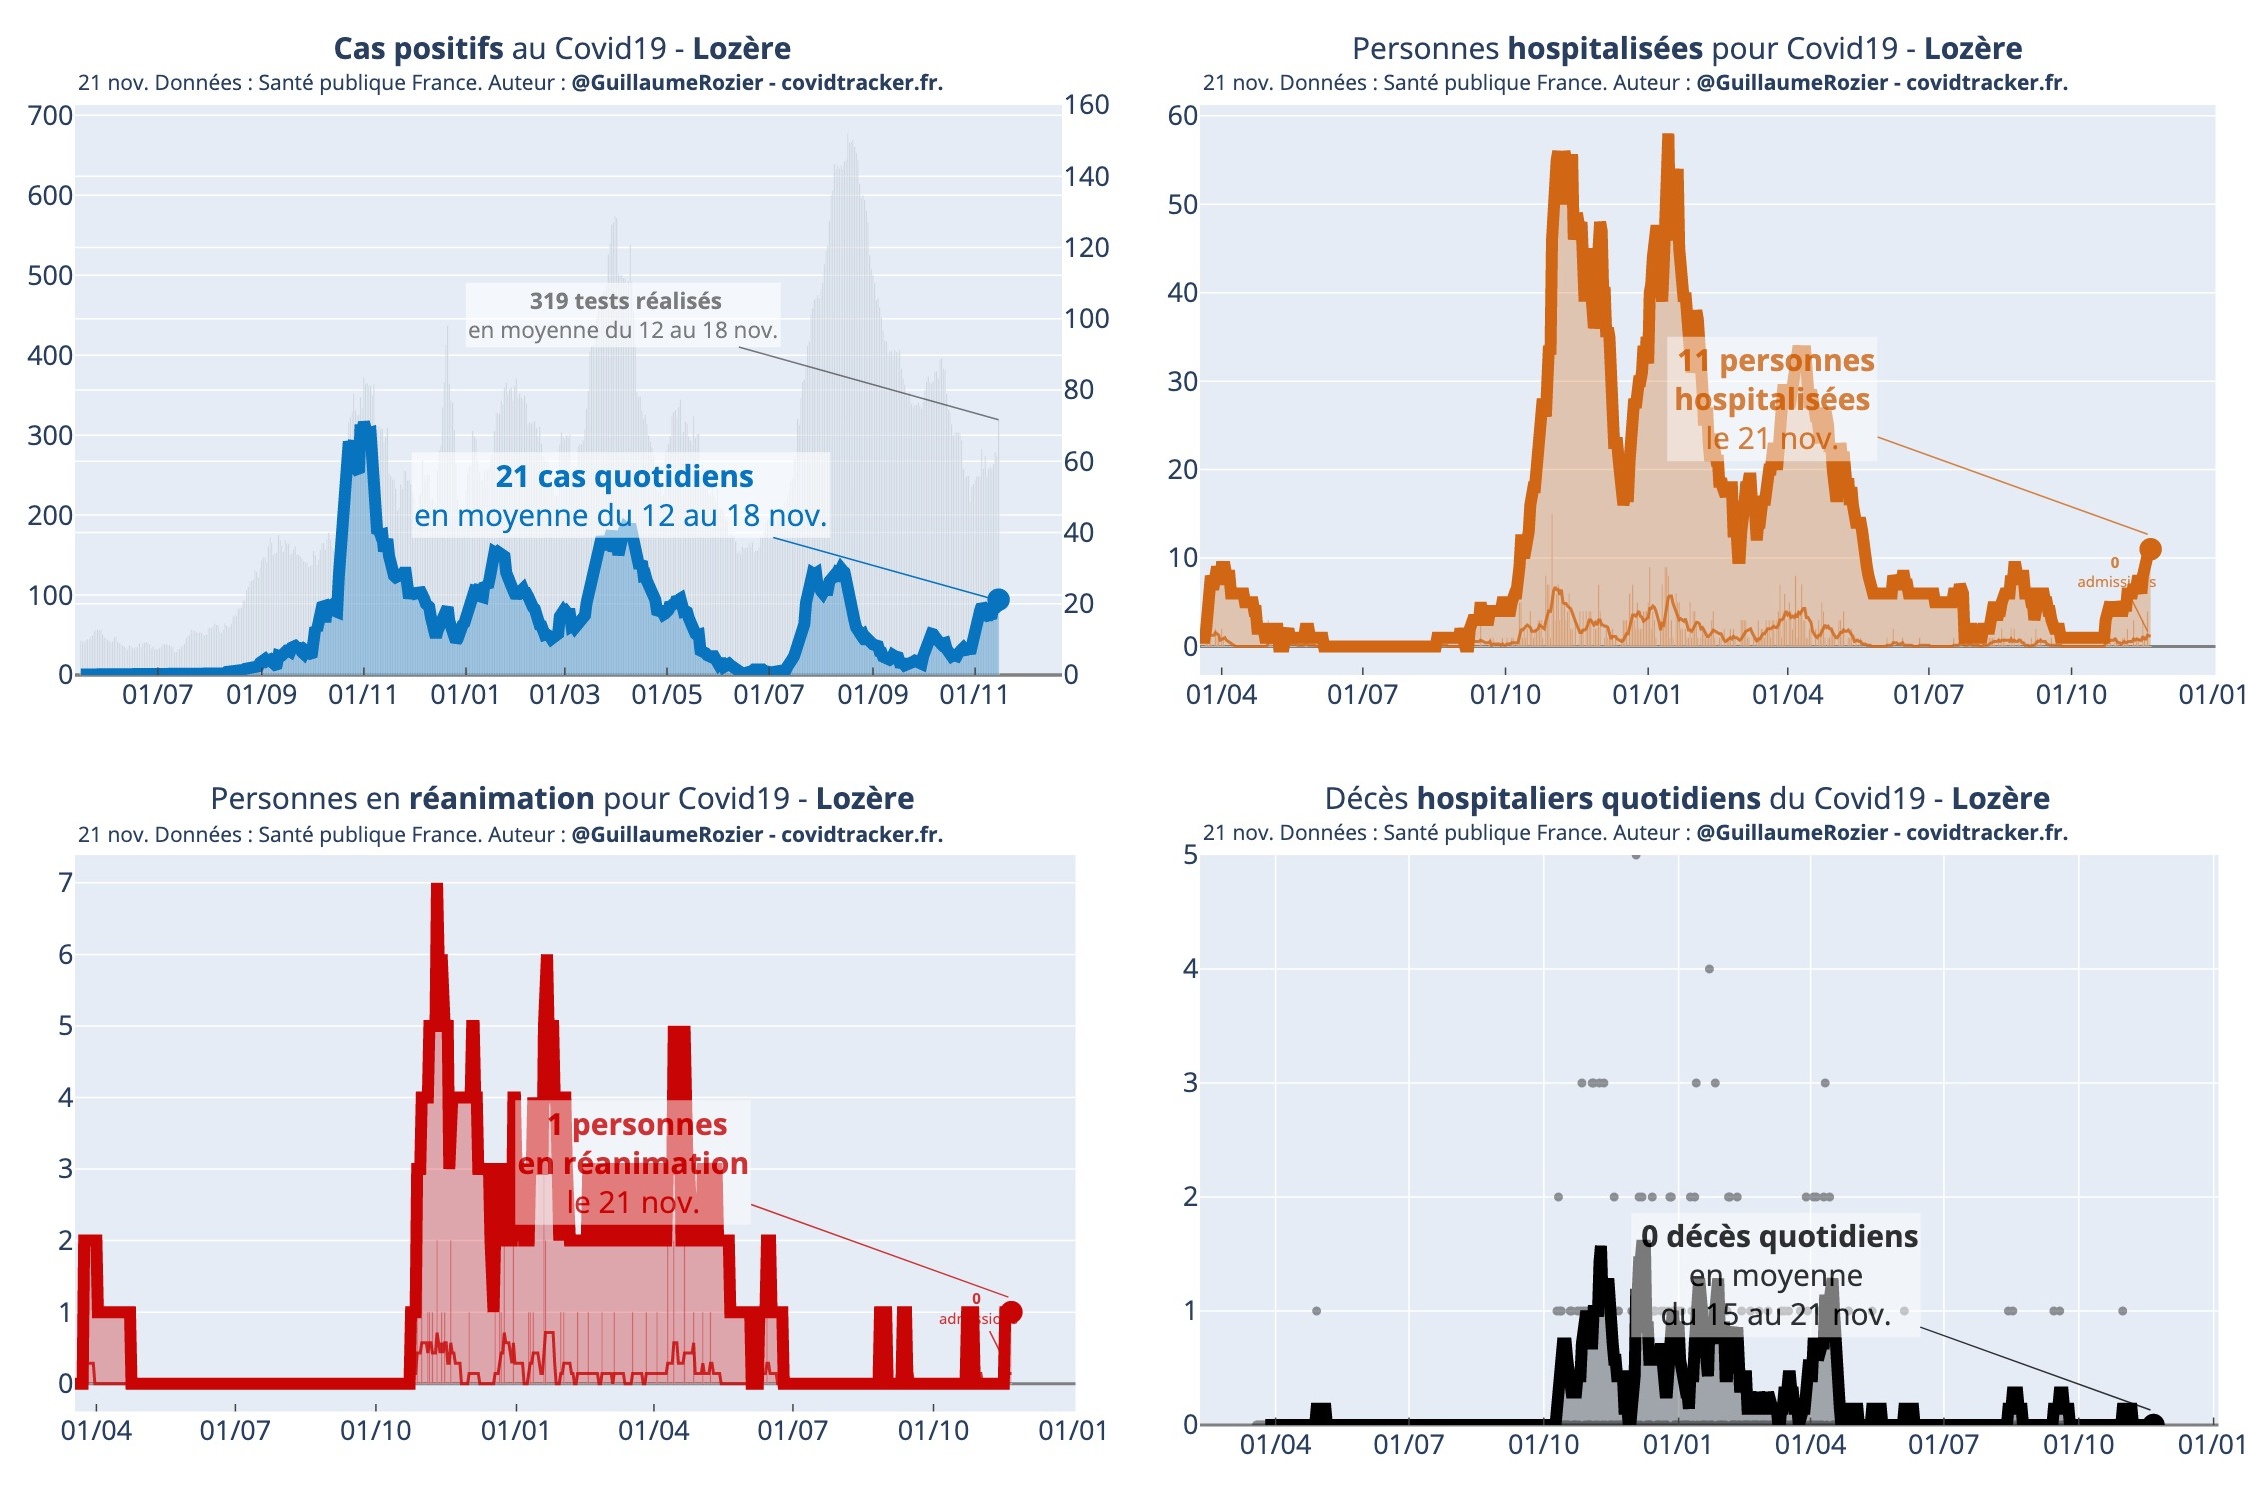 Cas positifs au Covid19 - Lozère
21 nov. Données : Santé publique France. Auteur : @GuillaumeRozier - covidtracker.fr.
700
600
500
400
300
200
100
0
160
140
120
100
80
60
40
20
0
319 tests réalisés
en moyenne du 12 au 18 nov.
21 cas quotidiens
en moyenne du 12 au 18 nov.
01/07 01/09 01/11 01/01 01/03 01/05 01/07 01/09 01/11
Personnes hospitalisées pour Covid19 - Lozère
21 nov. Données : Santé publique France. Auteur : @GuillaumeRozier - covidtracker.fr.
60
50
40
30
20
10
0
11 personnes
hospitalisées
le 21 nov.
0
admissions
01/04 01/07 01/10 01/01 01/04 01/07 01/10 01/01
Personnes en réanimation pour Covid19 - Lozère
21 nov. Données : Santé publique France. Auteur : @GuillaumeRozier - covidtracker.fr.
7
6
5
4
3
2
1
0
1 personnes
en réanimation
le 21 nov.
0
admissions
01/04 01/07 01/10 01/01 01/04 01/07 01/10 01/01
Décès hospitaliers quotidiens du Covid19 - Lozère
21 nov. Données : Santé publique France. Auteur : @GuillaumeRozier - covidtracker.fr.
5
4
3
2
1
0
0 décès quotidiens
en moyenne
du 15 au 21 nov.
01/04 01/07 01/10 01/01 01/04 01/07 01/10 01/01